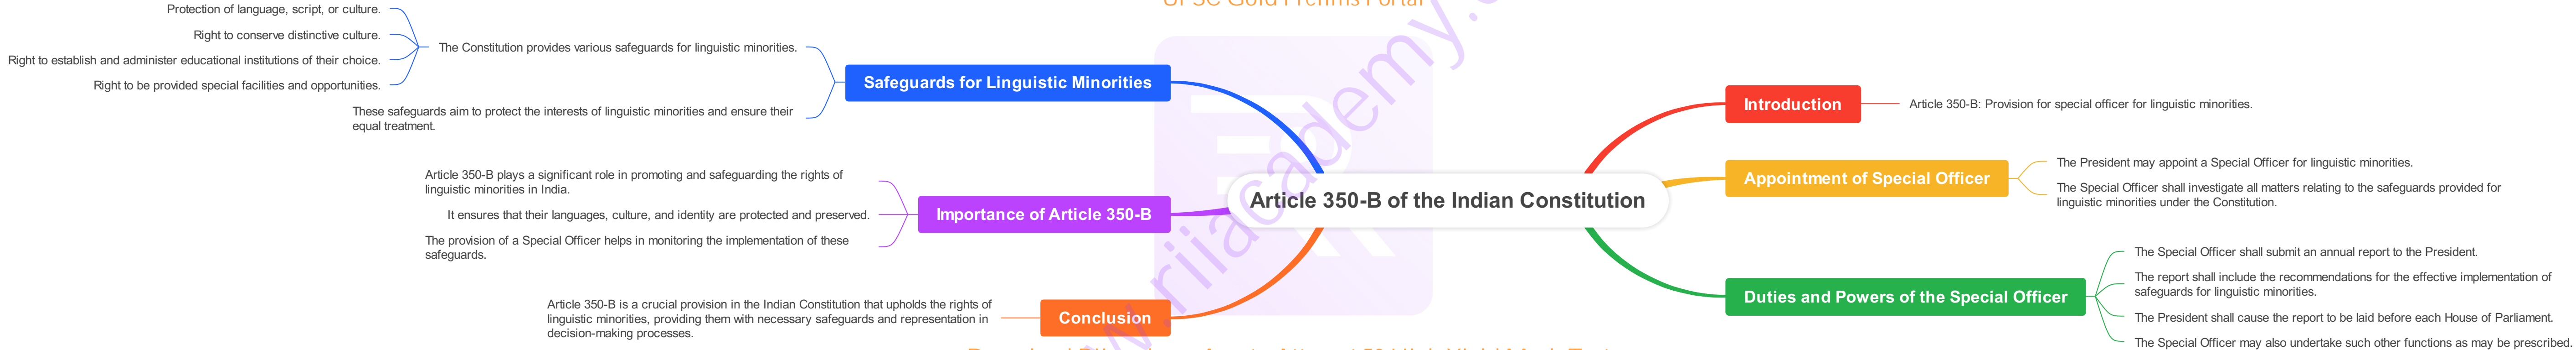 UPSC Gold Prelims Portal
Article 350-B of the Indian Constitution
Introduction
Article 350-B: Provision for special officer for linguistic minorities.
Appointment of Special Officer
The President may appoint a Special Officer for linguistic minorities.
The Special Officer shall investigate all matters relating to the safeguards provided for
linguistic minorities under the Constitution.
Duties and Powers of the Special Officer
The Special Officer shall submit an annual report to the President.
The report shall include the recommendations for the effective implementation of
safeguards for linguistic minorities.
The President shall cause the report to be laid before each House of Parliament.
The Special Officer may also undertake such other functions as may be prescribed.
Safeguards for Linguistic Minorities
The Constitution provides various safeguards for linguistic minorities.
Protection of language, script, or culture.
Right to conserve distinctive culture.
Right to establish and administer educational institutions of their choice.
Right to be provided special facilities and opportunities.
These safeguards aim to protect the interests of linguistic minorities and ensure their
equal treatment.
Importance of Article 350-B
Article 350-B plays a significant role in promoting and safeguarding the rights of
linguistic minorities in India.
It ensures that their languages, culture, and identity are protected and preserved.
The provision of a Special Officer helps in monitoring the implementation of these
safeguards.
Conclusion
Article 350-B is a crucial provision in the Indian Constitution that upholds the rights of
linguistic minorities, providing them with necessary safeguards and representation in
decision-making processes.